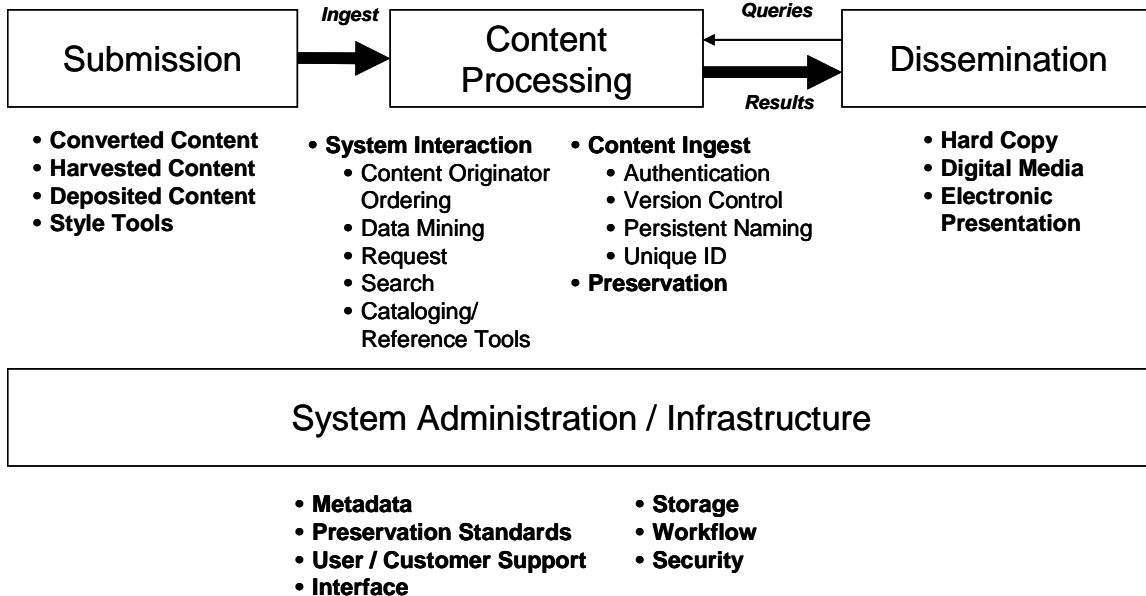 Submission
Ingest
Content
Processing
Queries
Results
Dissemination
• Converted Content
• Harvested Content
• Deposited Content
• Style Tools
• System Interaction
• Content Originator
Ordering
• Data Mining
• Request
• Search
• Cataloging/
Reference Tools
• Content Ingest
• Authentication
• Version Control
• Persistent Naming
• Unique ID
• Preservation
• Hard Copy
• Digital Media
• Electronic
Presentation
System Administration / Infrastructure
• Metadata
• Preservation Standards
• User / Customer Support
• Interface
• Storage
• Workflow
• Security